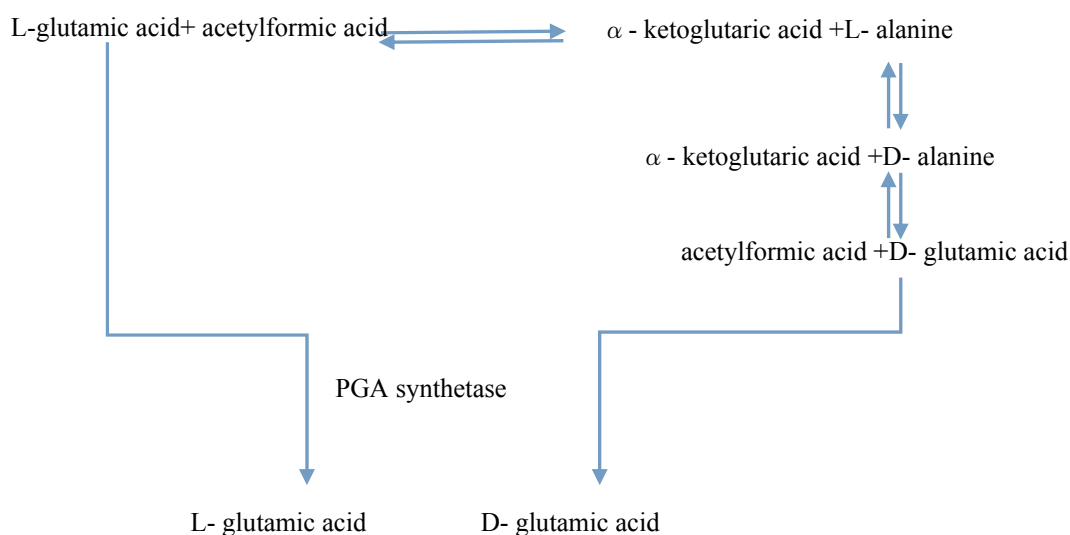 L-glutamic acid+ acetylformic acid
α - ketoglutaric acid +L- alanine
α - ketoglutaric acid +D- alanine
acetylformic acid +D- glutamic acid
PGA synthetase
L- glutamic acid
D- glutamic acid